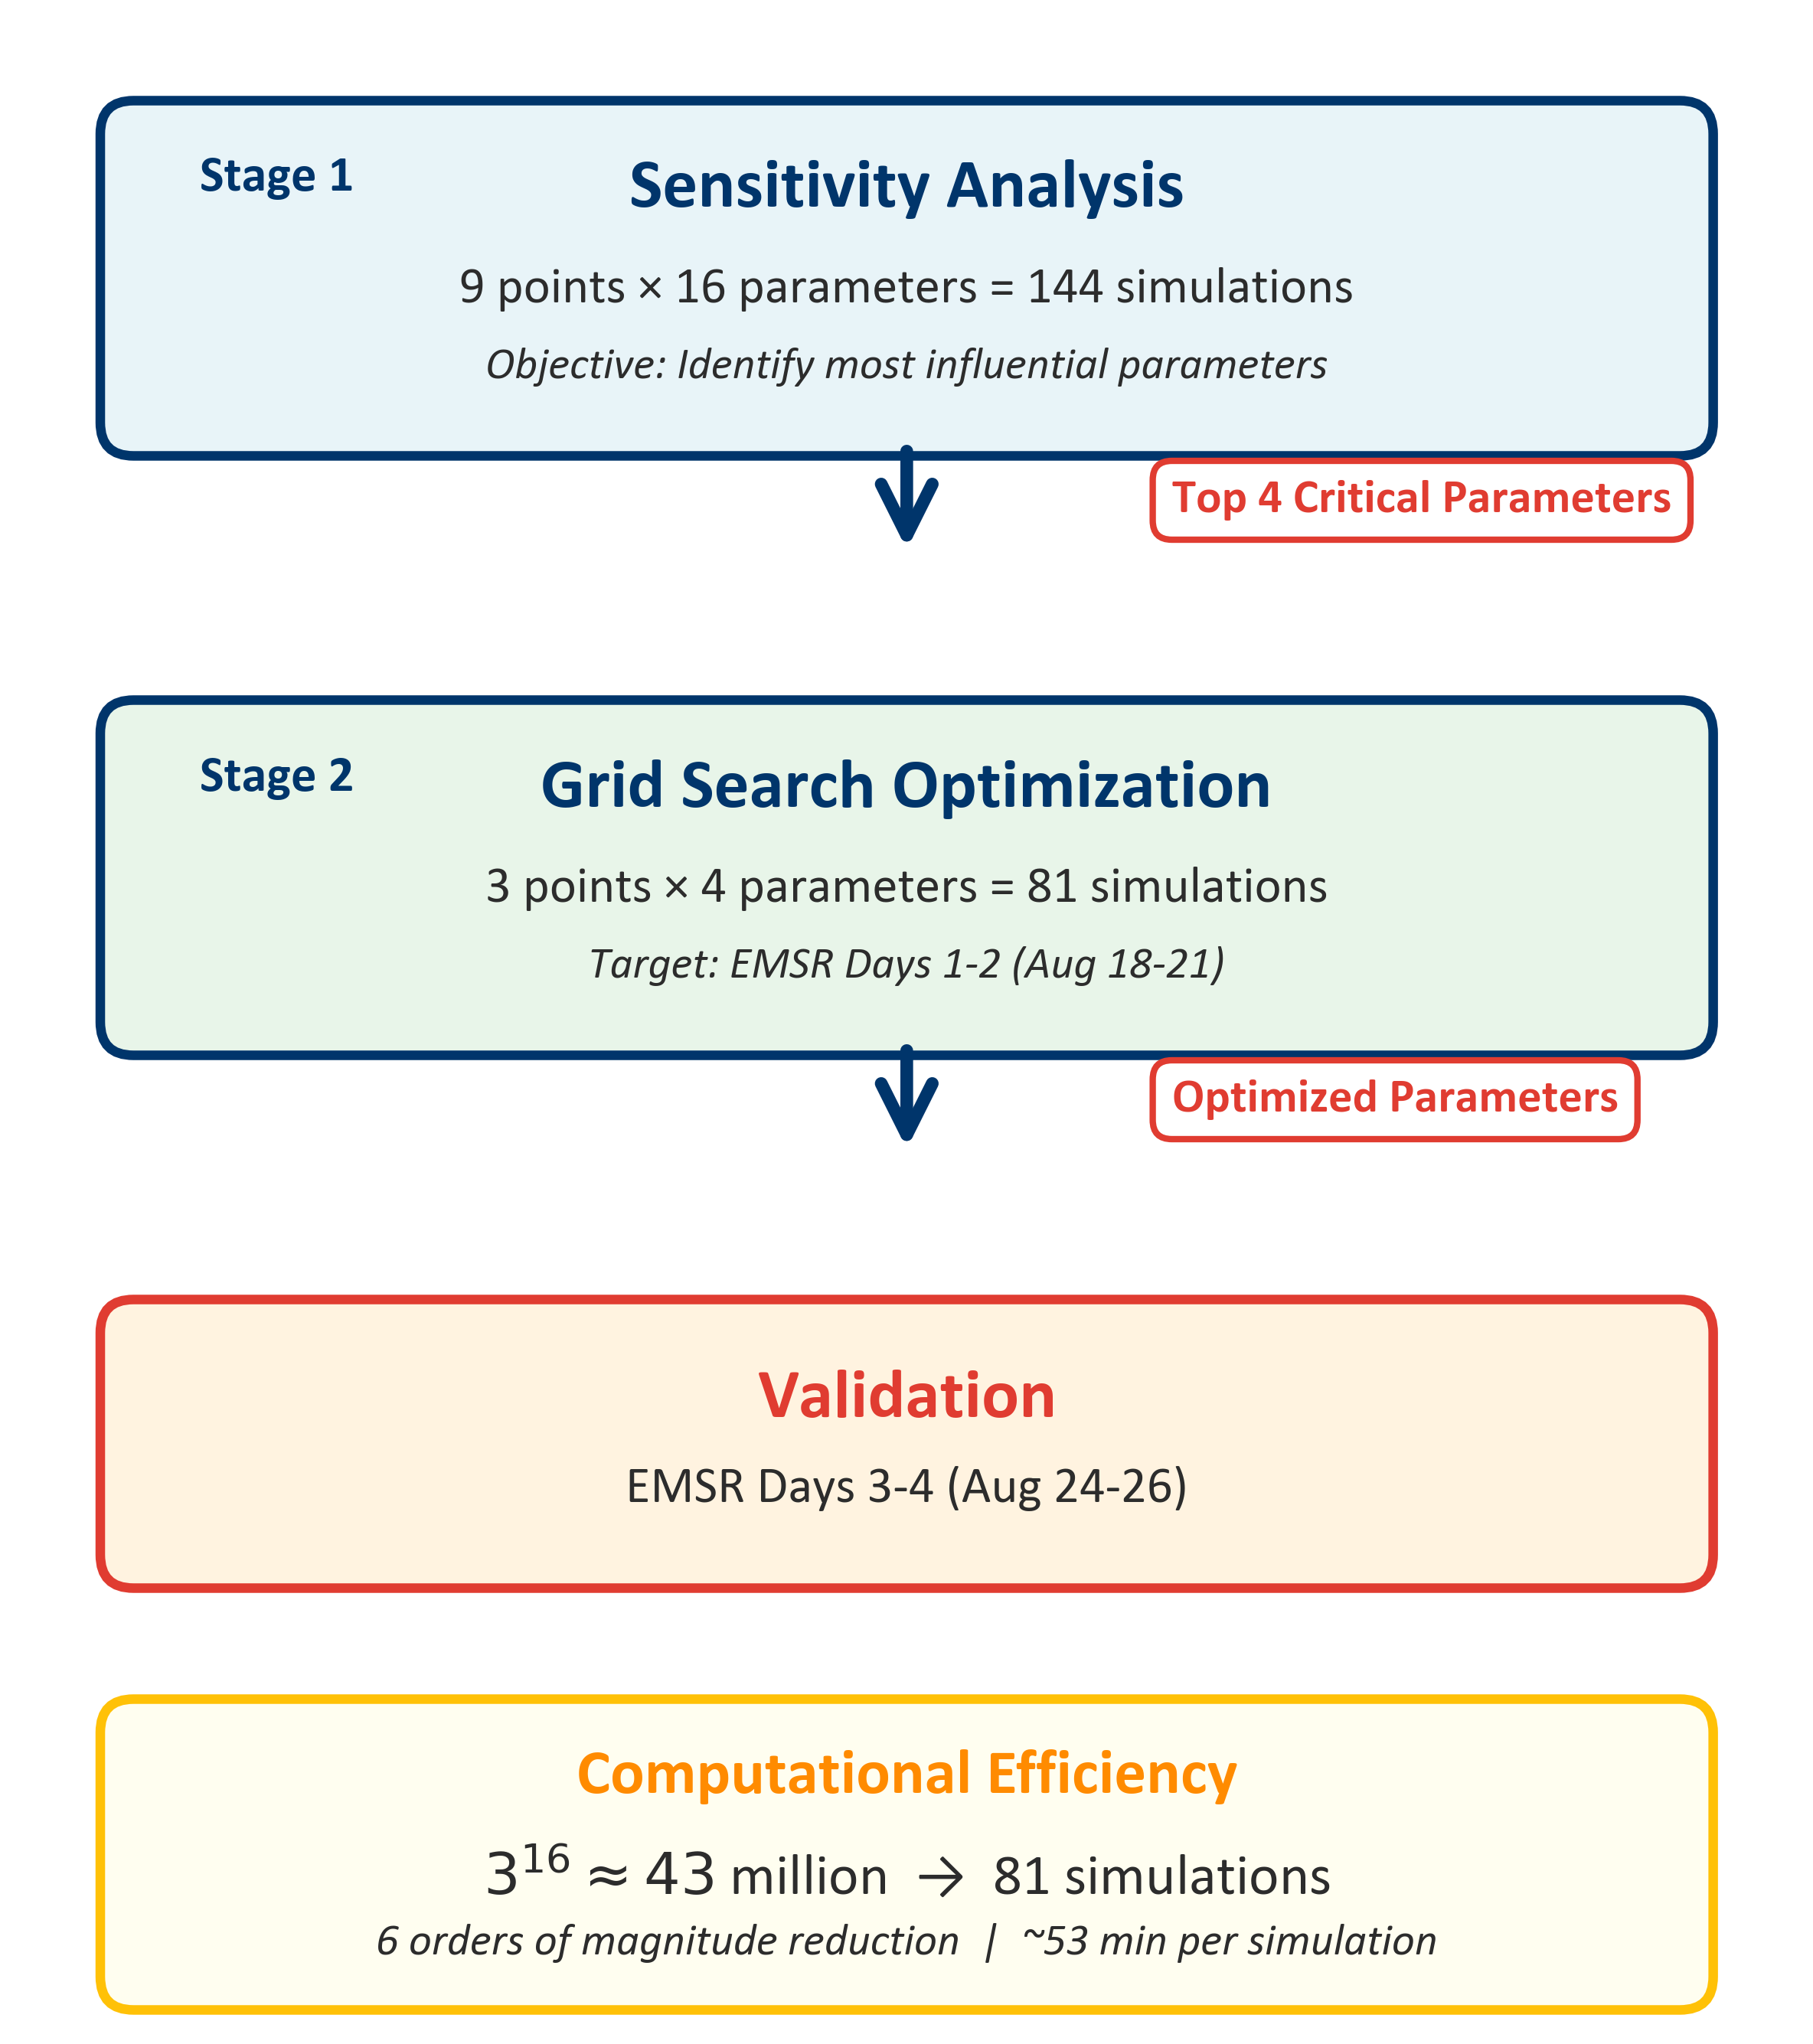 Stage 1
Sensitivity Analysis
9 points × 16 parameters = 144 simulations
Objective: Identify most influential parameters
Top 4 Critical Parameters
Stage 2
Grid Search Optimization
3 points × 4 parameters = 81 simulations
Target: EMSR Days 1-2 (Aug 18-21)
Optimized Parameters
Validation
EMSR Days 3-4 (Aug 24-26)
Computational Efficiency
3¹⁶ ≈ 43 million → 81 simulations
6 orders of magnitude reduction | ~53 min per simulation